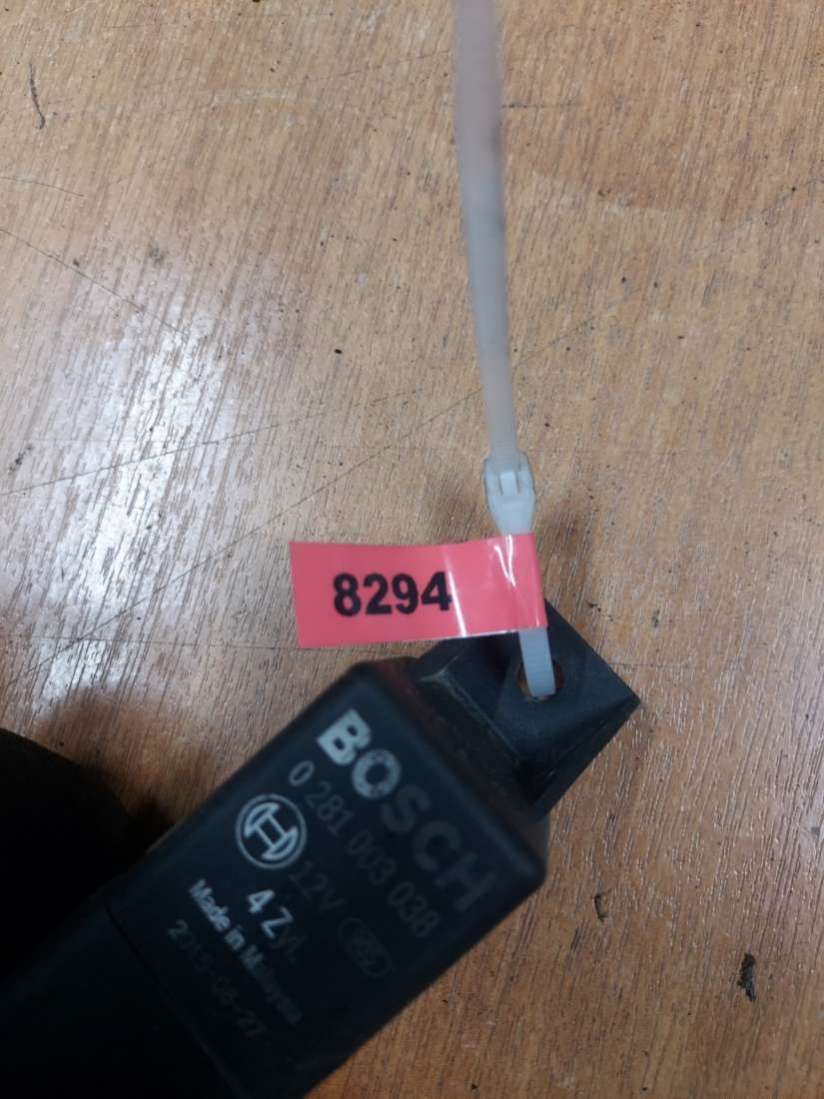 8294
BOSCH
0 281 003 038
12V
4 Zyl.
Made in Malaysia